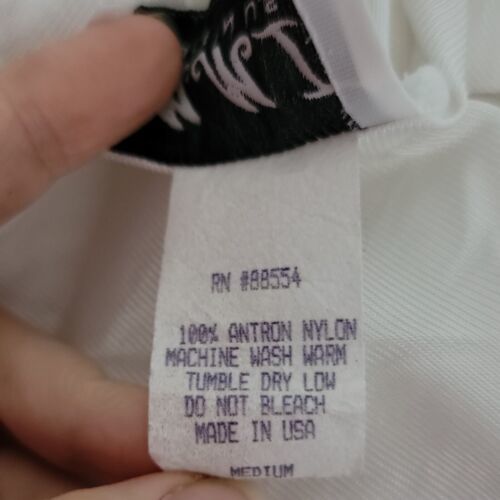 RN #88554
100% ANTRON NYLON
MACHINE WASH WARM
TUMBLE DRY LOW
DO NOT BLEACH
MADE IN USA
MEDIUM